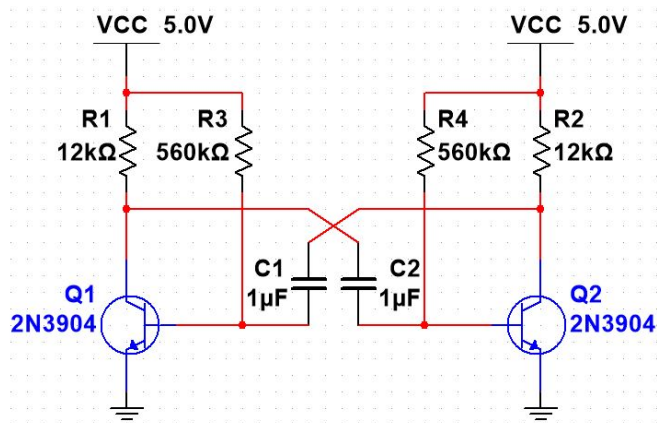 VCC 5.0V
VCC 5.0V
R1
12kΩ
R3
560kΩ
R4
560kΩ
R2
12kΩ
C1
1µF
C2
1µF
Q1
2N3904
Q2
2N3904